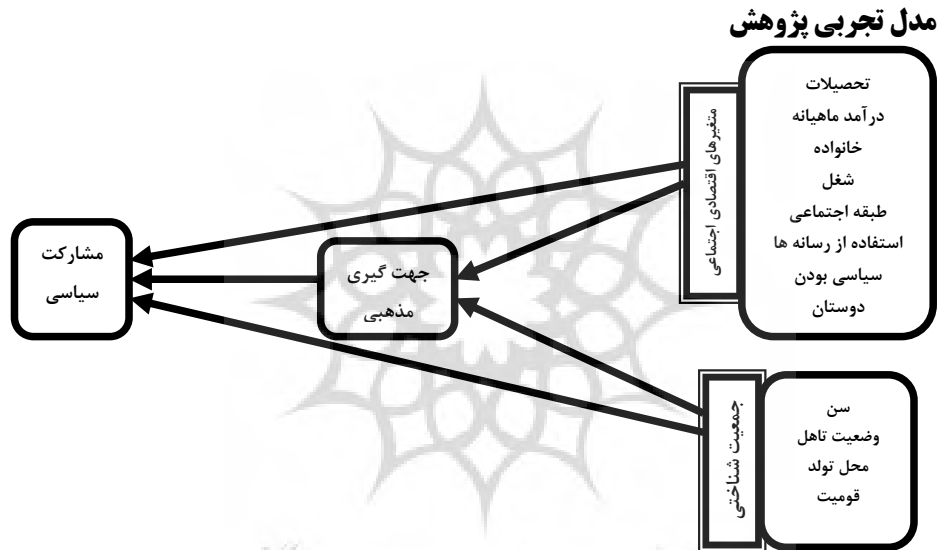 مدل تجربی پژوهش
تحصیلات
درآمد ماهیانه
خانواده
شغل
طبقه اجتماعی
استفاده از رسانه ها
سیاسی بودن
دوستان
متغیرهای اقتصادی اجتماعی
جهت گیری
مذهبی
مشارکت
سیاسی
سن
وضعیت تاهل
محل تولد
قومیت
جمعیت شناختی